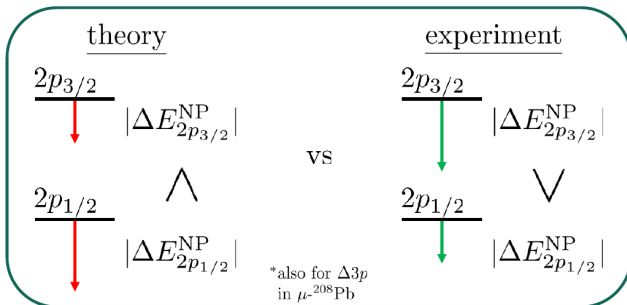 theory
experiment
2p_{3/2}
|ΔE^{NP}_{2p_{3/2}}|
∧
2p_{1/2}
|ΔE^{NP}_{2p_{1/2}}|
vs
*also for Δ3p
in μ-²⁰⁸Pb
2p_{3/2}
|ΔE^{NP}_{2p_{3/2}}|
∨
2p_{1/2}
|ΔE^{NP}_{2p_{1/2}}|